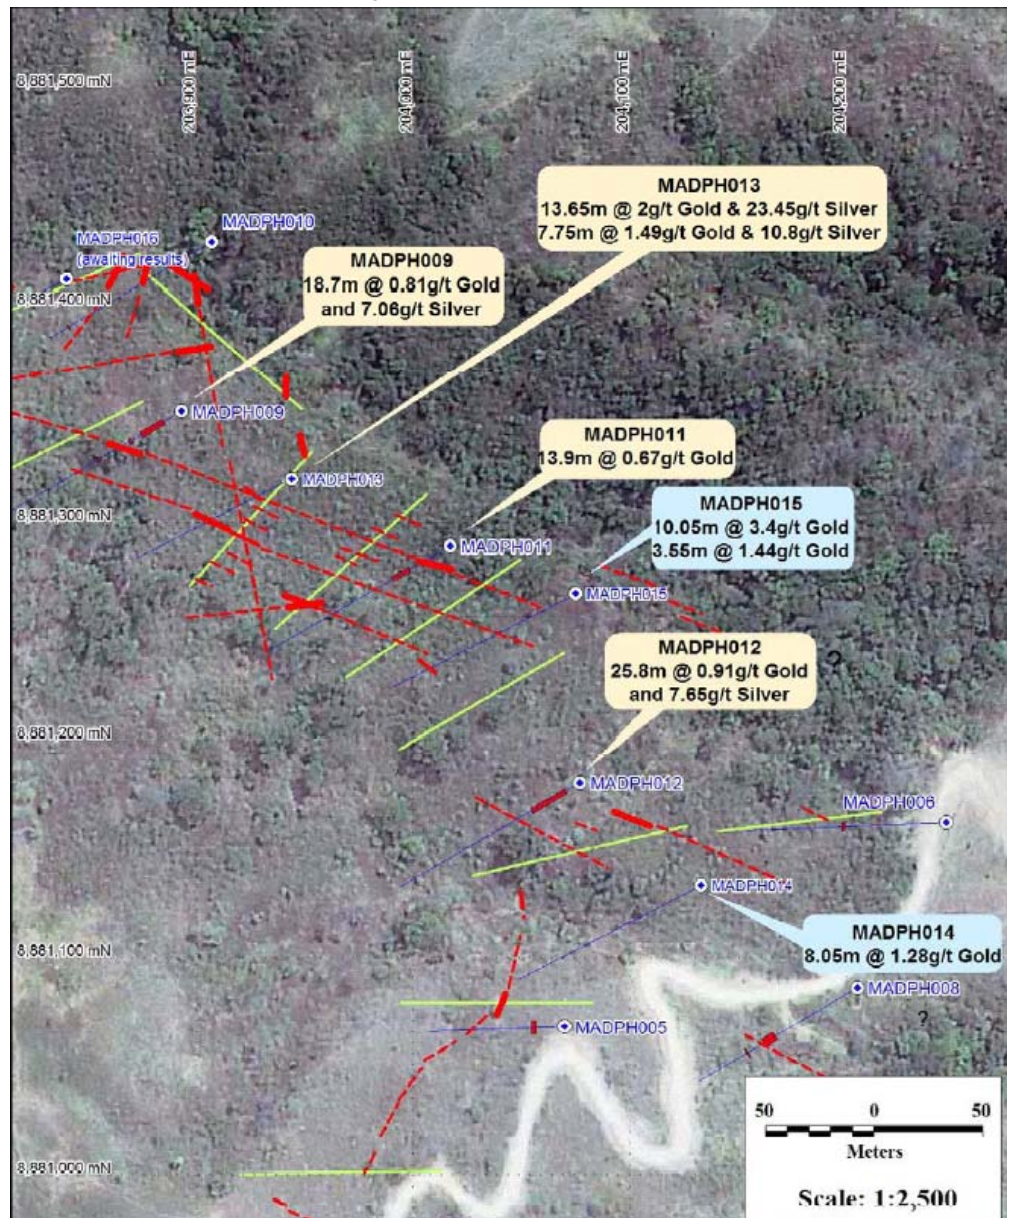 203,900 mE
204,000 mE
204,100 mE
204,200 mE
8,881,500 mN
MADPH013
13.65m @ 2g/t Gold & 23.45g/t Silver
7.75m @ 1.49g/t Gold & 10.8g/t Silver
MADPH010
MADPH016
(awaiting results)
MADPH009
18.7m @ 0.81g/t Gold
and 7.06g/t Silver
8,881,400 mN
MADPH009
MADPH011
13.9m @ 0.67g/t Gold
MADPH013
MADPH015
10.05m @ 3.4g/t Gold
3.55m @ 1.44g/t Gold
8,881,300 mN
MADPH011
MADPH015
MADPH012
25.8m @ 0.91g/t Gold
and 7.65g/t Silver
?
8,881,200 mN
MADPH012
MADPH006
MADPH014
MADPH014
8.05m @ 1.28g/t Gold
8,881,100 mN
MADPH008
?
MADPH005
50 0 50
Meters
8,881,000 mN
Scale: 1:2,500